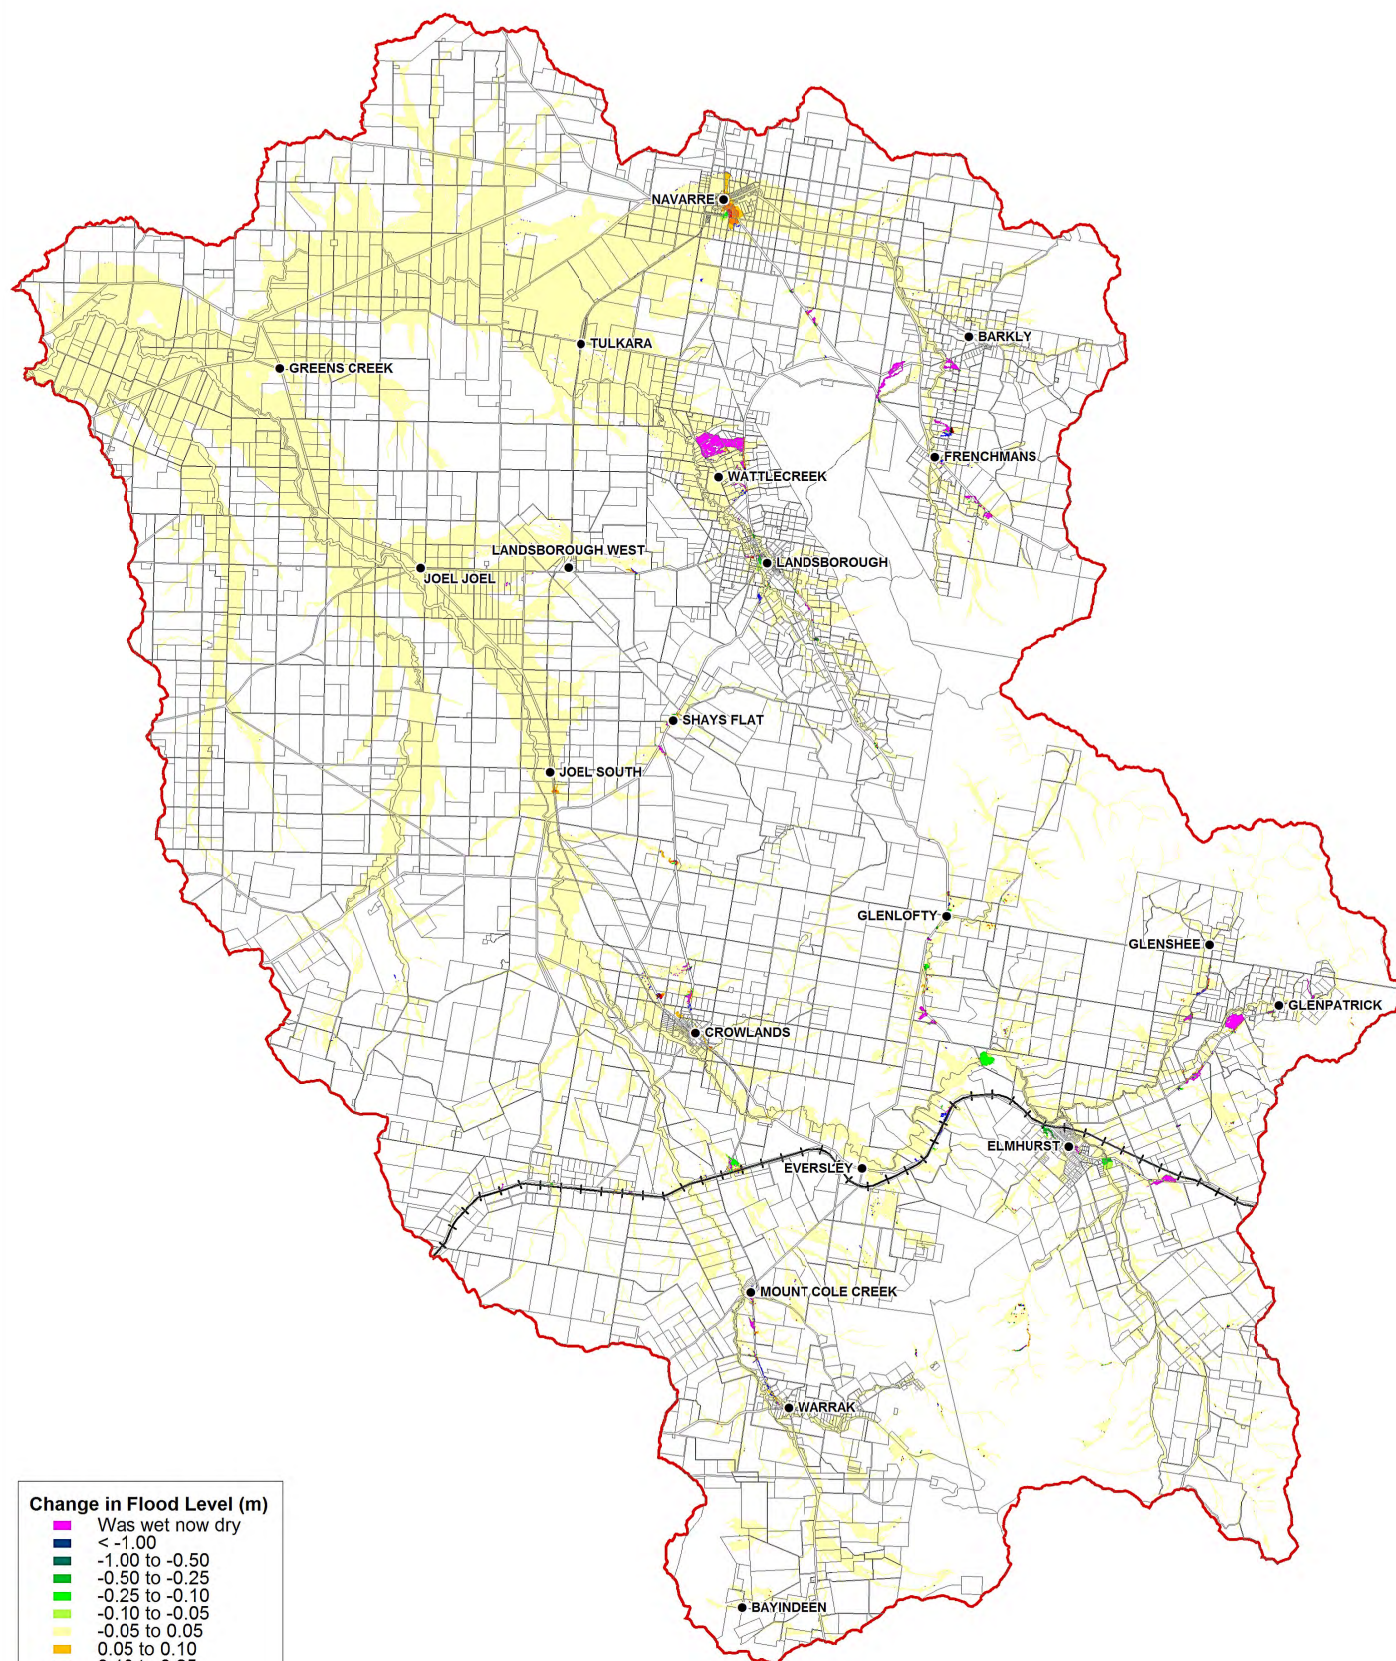 NAVARRE
BARKLY
TULKARA
GREENS CREEK
FRENCHMANS
WATTLECREEK
LANDSBOROUGH WEST
LANDSBOROUGH
JOEL JOEL
SHAYS FLAT
JOEL SOUTH
GLENLOFTY
GLENSHEE
GLENPATRICK
CROWLANDS
ELMHURST
EVERSLEY
MOUNT COLE CREEK
WARRAK
BAYINDEEN
Change in Flood Level (m)
Was wet now dry
< -1.00
-1.00 to -0.50
-0.50 to -0.25
-0.25 to -0.10
-0.10 to -0.05
-0.05 to 0.05
0.05 to 0.10